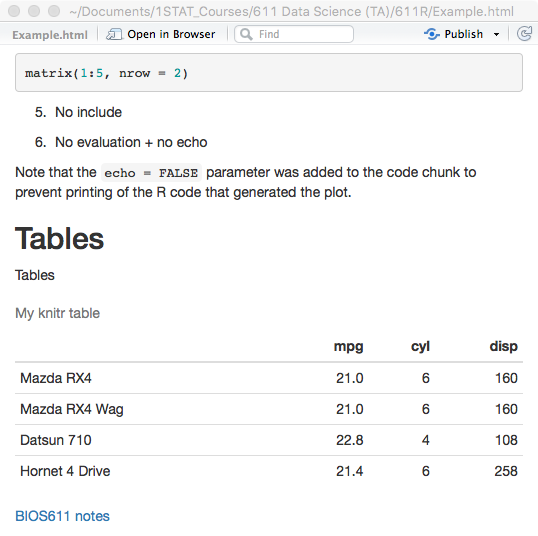 ~/Documents/1STAT_Courses/611 Data Science (TA)/611R/Example.html
Example.html Open in Browser Find Publish
matrix(1:5, nrow = 2)
5. No include
6. No evaluation + no echo
Note that the echo = FALSE parameter was added to the code chunk to
prevent printing of the R code that generated the plot.
Tables
Tables
My knitr table
mpg cyl disp
Mazda RX4 21.0 6 160
Mazda RX4 Wag 21.0 6 160
Datsun 710 22.8 4 108
Hornet 4 Drive 21.4 6 258
BIOS611 notes